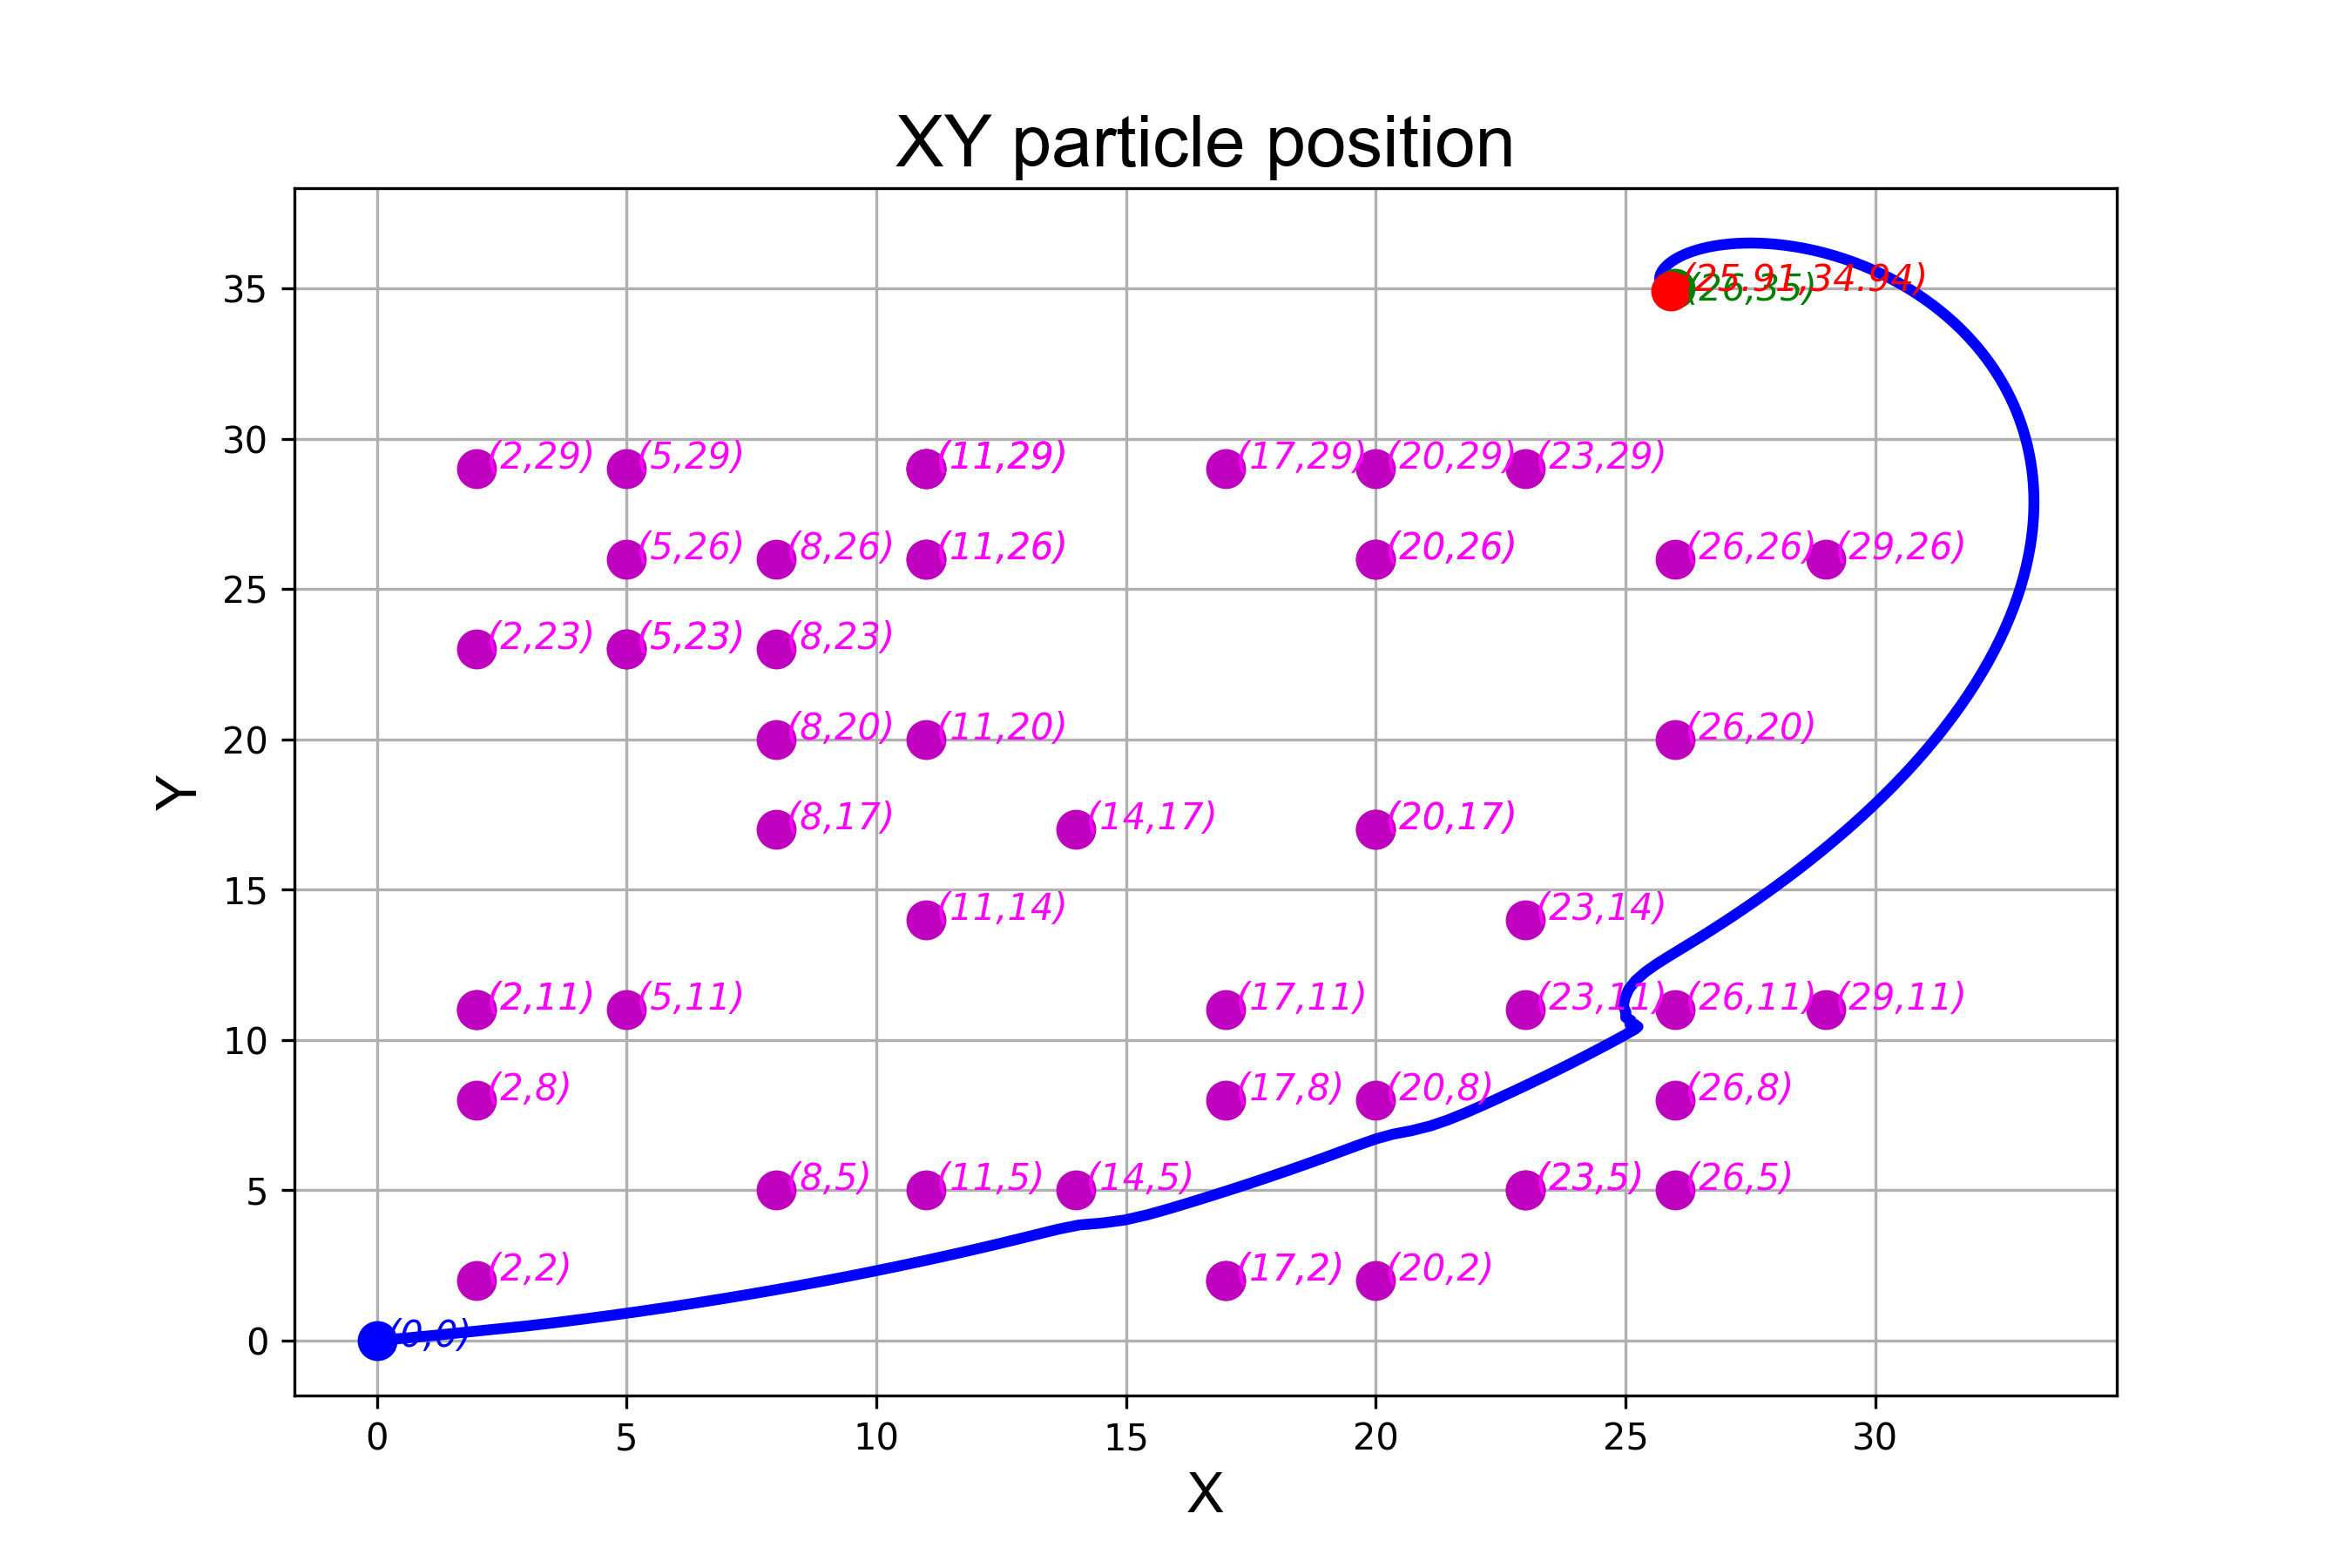 XY particle position
35
(25.91,34.94)
(26,35)
30
(2,29) (5,29) (11,29) (17,29) (20,29) (23,29)
(5,26) (8,26) (11,26) (20,26) (26,26) (29,26)
25
(2,23) (5,23) (8,23)
20
(8,20) (11,20) (26,20)
Y
(8,17) (14,17) (20,17)
15
(11,14) (23,14)
(2,11) (5,11) (17,11) (23,11) (26,11) (29,11)
10
(2,8) (17,8) (20,8) (26,8)
5
(8,5) (11,5) (14,5) (23,5) (26,5)
(2,2) (17,2) (20,2)
0
(0,0)
0 5 10 15 20 25 30
X